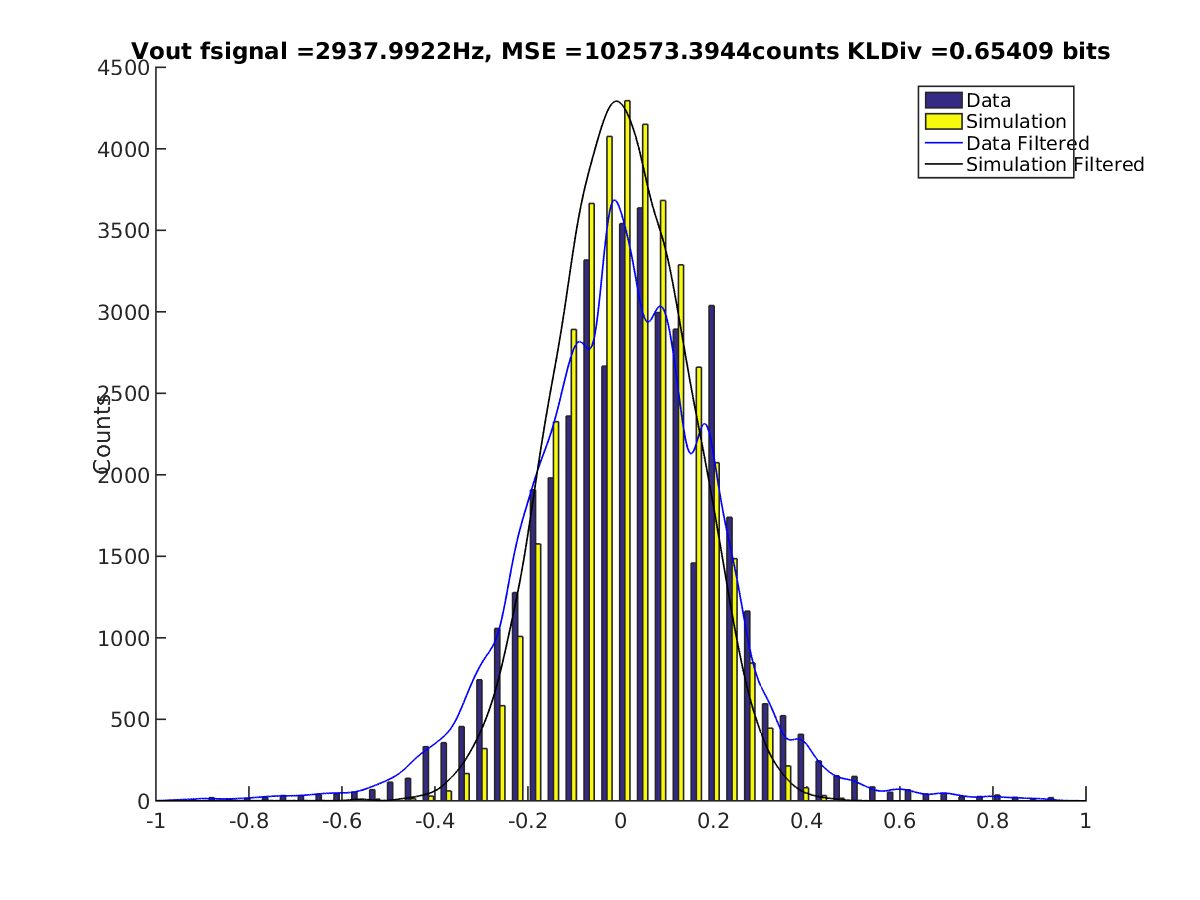 Vout fsignal =2937.9922Hz, MSE =102573.3944counts KLDiv =0.65409 bits
Data
Simulation
Data Filtered
Simulation Filtered
Counts
4500
4000
3500
3000
2500
2000
1500
1000
500
0
-1 -0.8 -0.6 -0.4 -0.2 0 0.2 0.4 0.6 0.8 1